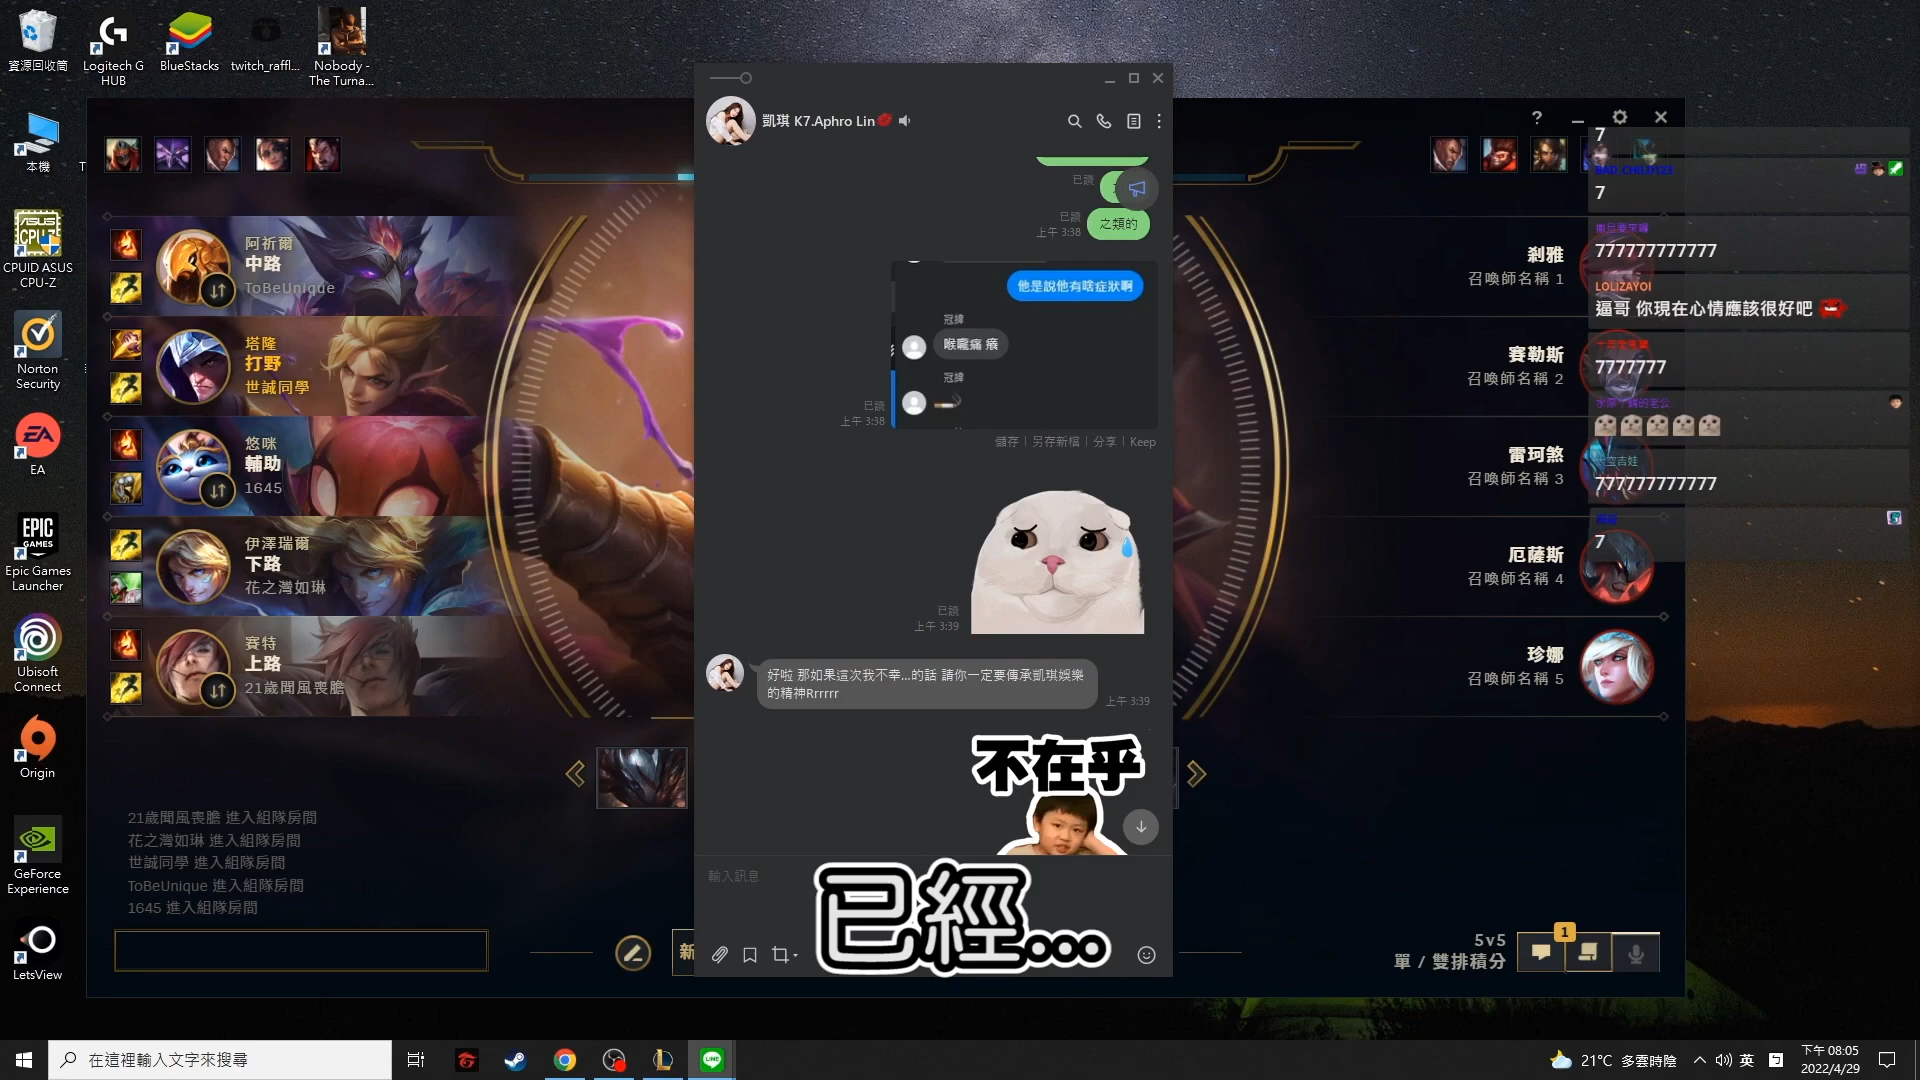 資源回收筒
Logitech G
HUB
BlueStacks
twitch_raffl...
Nobody -
The Turna...
本機
CPUID ASUS
CPU-Z
Norton
Security
EA
Epic Games
Launcher
Ubisoft
Connect
Origin
GeForce
Experience
LetsView
阿祈爾
中路
ToBeUnique
塔隆
打野
世誠同學
悠咪
輔助
1645
伊澤瑞爾
下路
花之灣如琳
賽特
上路
21歲聞風喪膽
21歲聞風喪膽 進入組隊房間
花之灣如琳 進入組隊房間
世誠同學 進入組隊房間
ToBeUnique 進入組隊房間
1645 進入組隊房間
凱琪 K7.Aphro Lin
已讀
已讀
上午 3:38
之類的
他是說他有啥症狀啊
冠緯
喉嚨痛 癢
冠緯
已讀
上午 3:38
儲存 | 另存新檔 | 分享 | Keep
已讀
上午 3:39
好啦 那如果這次我不幸...的話 請你一定要傳承凱琪娛樂
的精神Rrrrrr
上午 3:39
不在乎
輸入訊息
已經...
新
剎雅
召喚師名稱 1
賽勒斯
召喚師名稱 2
雷珂煞
召喚師名稱 3
厄薩斯
召喚師名稱 4
珍娜
召喚師名稱 5
5v5
單 / 雙排積分
1
7
BAD CHILD123
7
777777777777
LOLIZAYOI
逼哥 你現在心情應該很好吧
7777777
777777777777
7
在這裡輸入文字來搜尋
21°C 多雲時陰
英
下午 08:05
2022/4/29